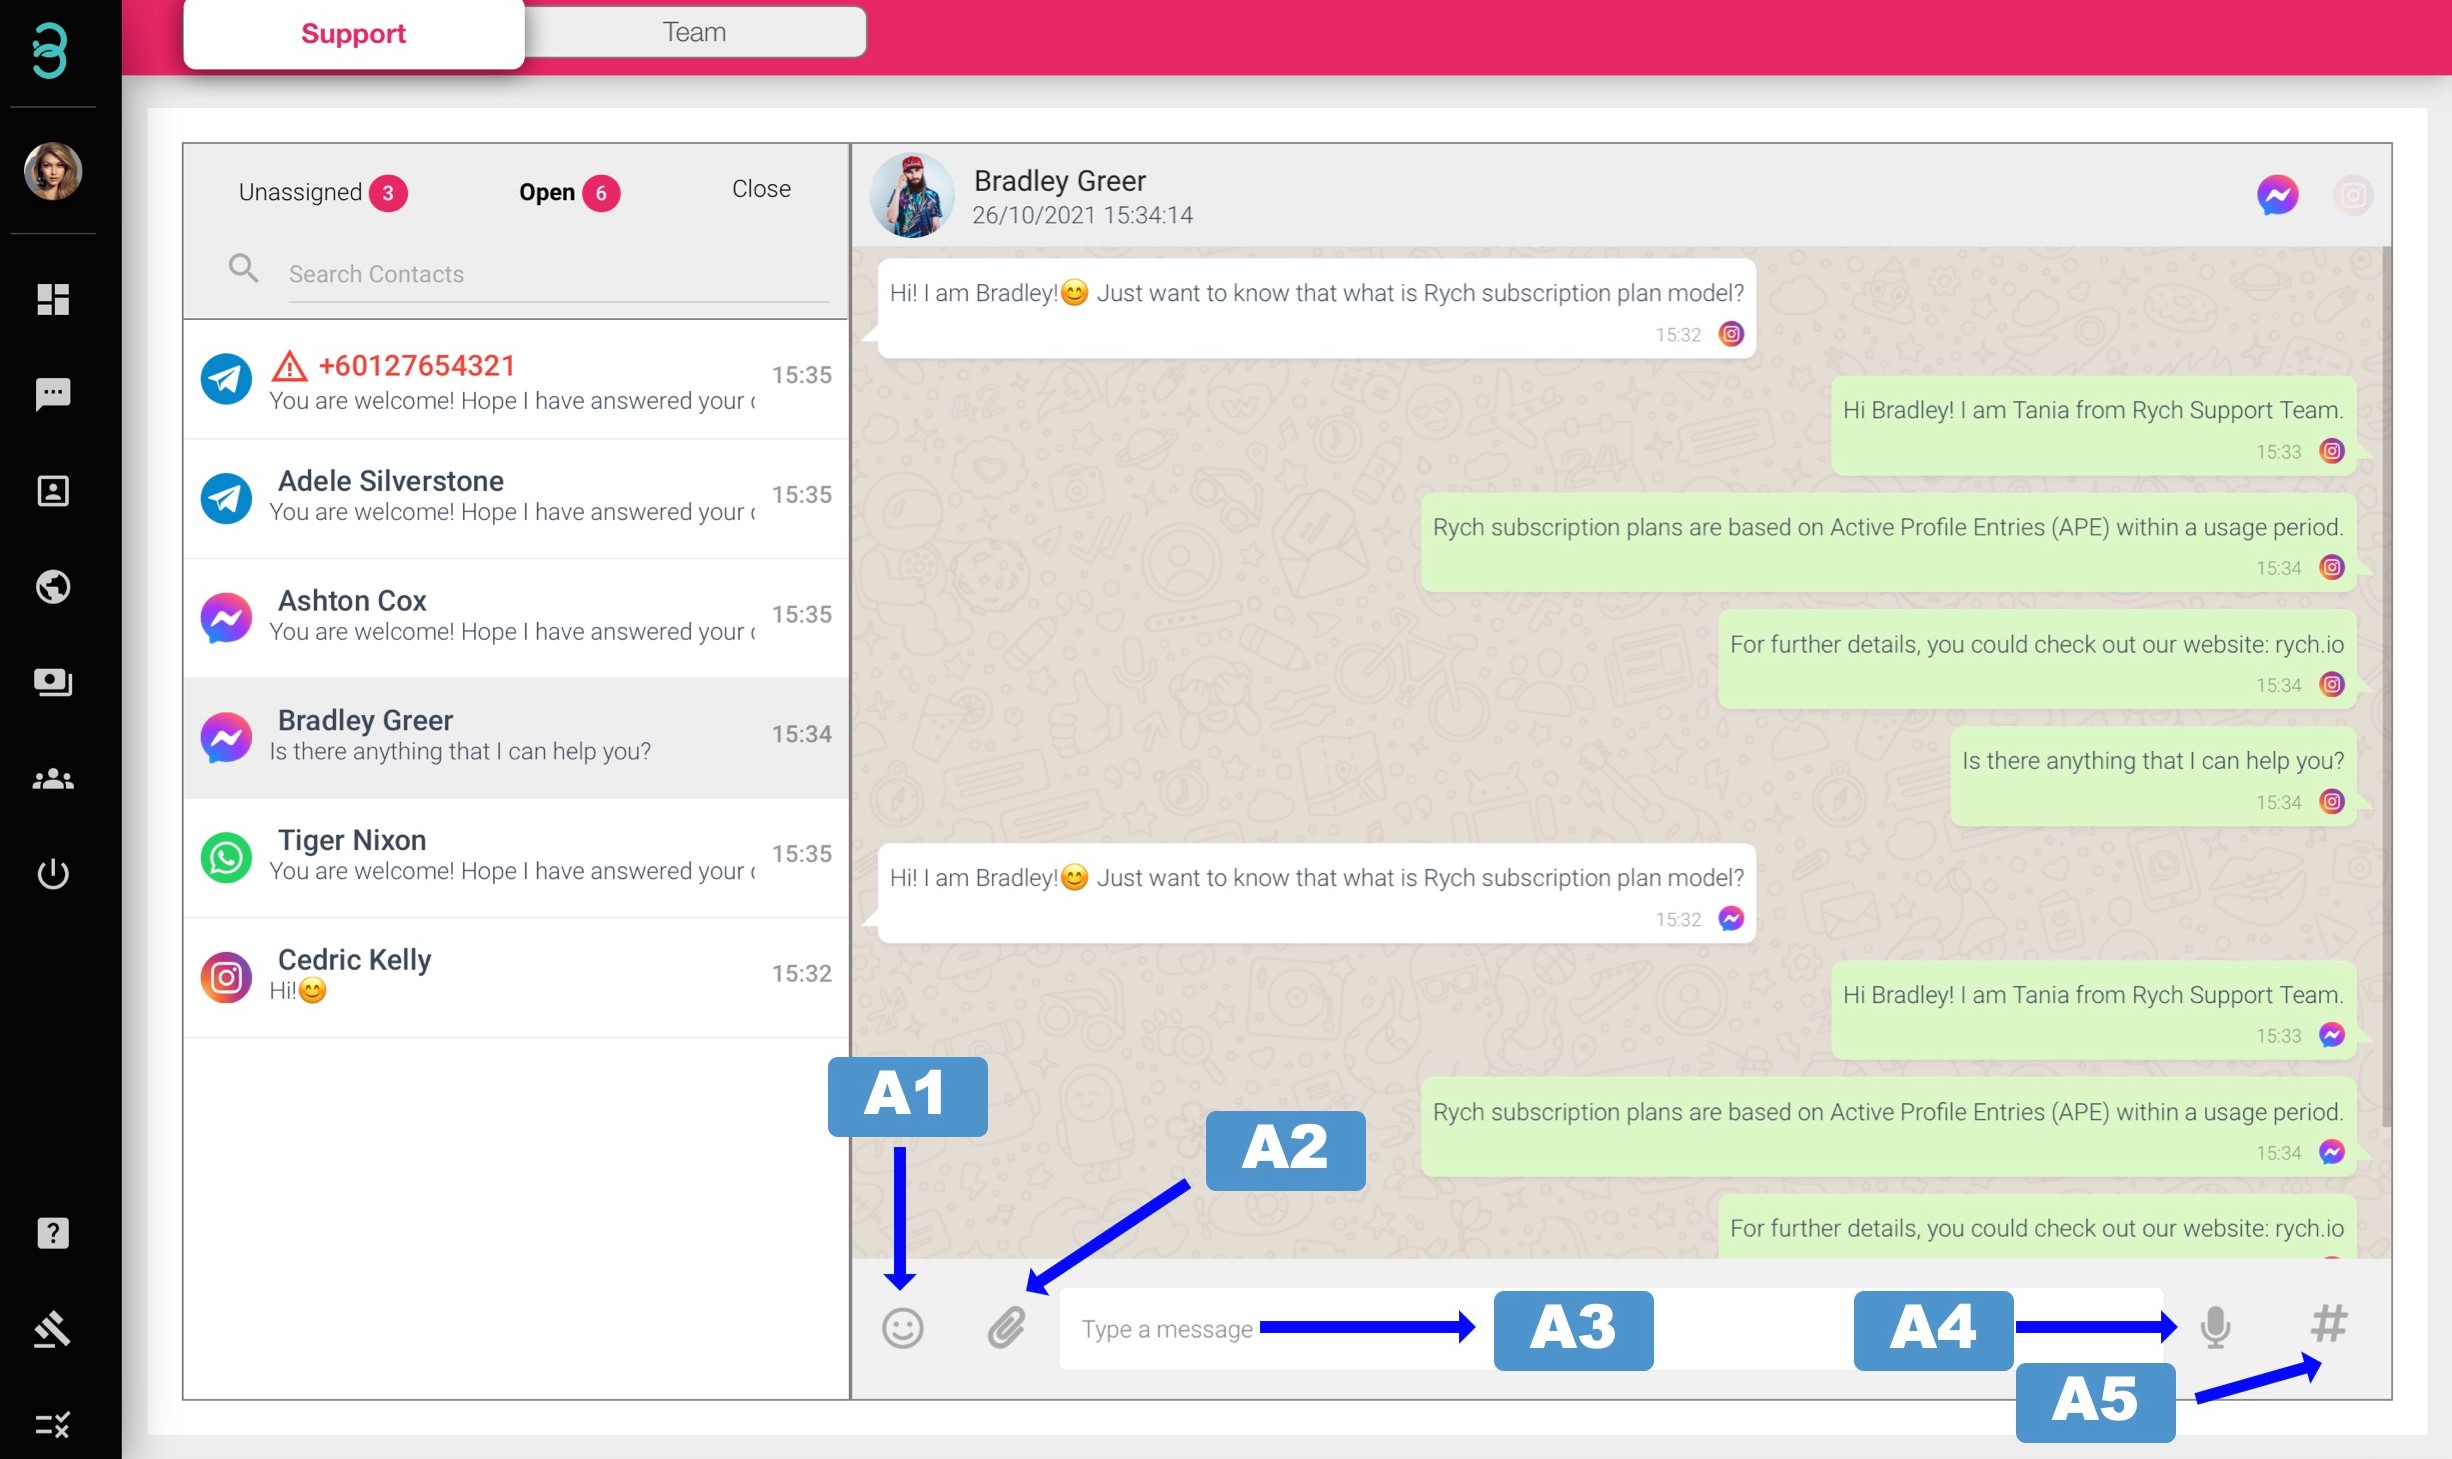 Support
Team
Unassigned 3
Open 6
Close
Search Contacts
+60127654321
15:35
You are welcome! Hope I have answered your
Adele Silverstone
15:35
You are welcome! Hope I have answered your
Ashton Cox
15:35
You are welcome! Hope I have answered your
Bradley Greer
15:34
Is there anything that I can help you?
Tiger Nixon
15:35
You are welcome! Hope I have answered your
Cedric Kelly
15:32
Hi!😊
Bradley Greer
26/10/2021 15:34:14
Hi! I am Bradley!😊 Just want to know that what is Rych subscription plan model?
15:32
Hi Bradley! I am Tania from Rych Support Team.
15:33
Rych subscription plans are based on Active Profile Entries (APE) within a usage period.
15:34
For further details, you could check out our website: rych.io
15:34
Is there anything that I can help you?
15:34
Hi! I am Bradley!😊 Just want to know that what is Rych subscription plan model?
15:32
Hi Bradley! I am Tania from Rych Support Team.
15:33
Rych subscription plans are based on Active Profile Entries (APE) within a usage period.
15:34
For further details, you could check out our website: rych.io
A1
A2
Type a message
A3
A4
#
A5